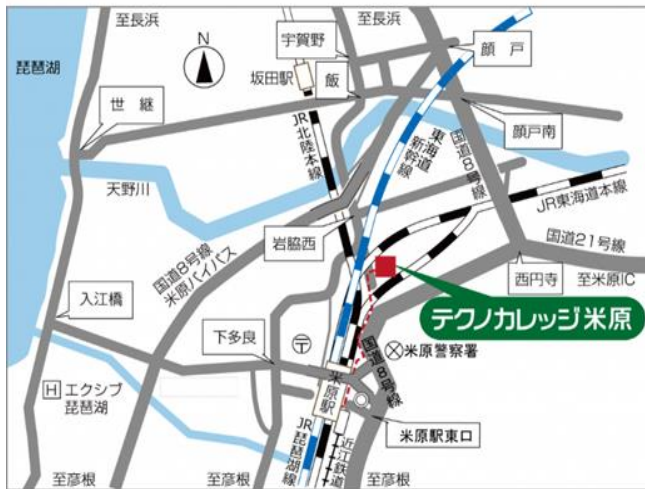 至長浜
至長浜
宇賀野
顔 戸
N
琵琶湖
坂田駅
飯
世 継
JR北陸本線
東海道
新幹線
国道8号線
顔戸南
天野川
JR東海道本線
岩脇西
国道21号線
国道8号線
米原バイパス
西円寺
至米原IC
入江橋
テクノカレッジ米原
下多良
〒
米原警察署
国道8号線
米原駅
H エクシブ
琵琶湖
米原駅東口
JR琵琶湖線
近江鉄道
至彦根
至彦根
至彦根